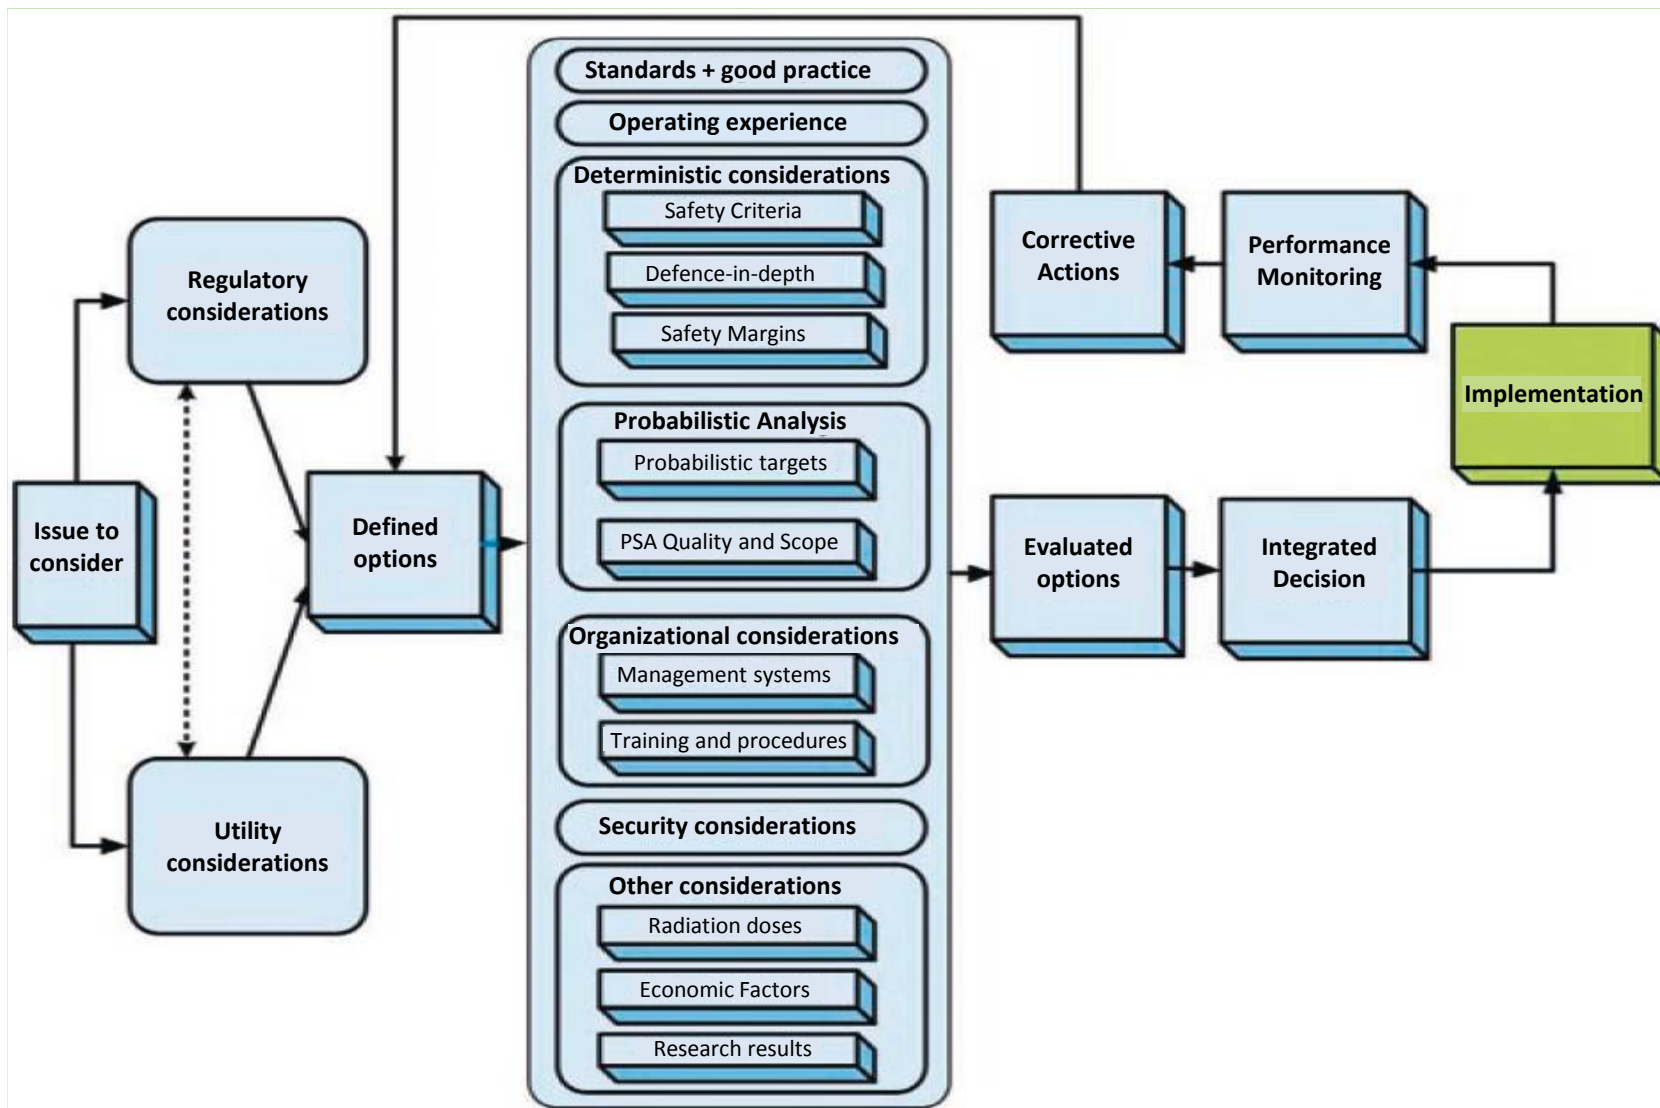 Issue to
consider
Regulatory
considerations
Utility
considerations
Defined
options
Standards + good practice
Operating experience
Deterministic considerations
Safety Criteria
Defence-in-depth
Safety Margins
Probabilistic Analysis
Probabilistic targets
PSA Quality and Scope
Organizational considerations
Management systems
Training and procedures
Security considerations
Other considerations
Radiation doses
Economic Factors
Research results
Evaluated
options
Integrated
Decision
Implementation
Performance
Monitoring
Corrective
Actions